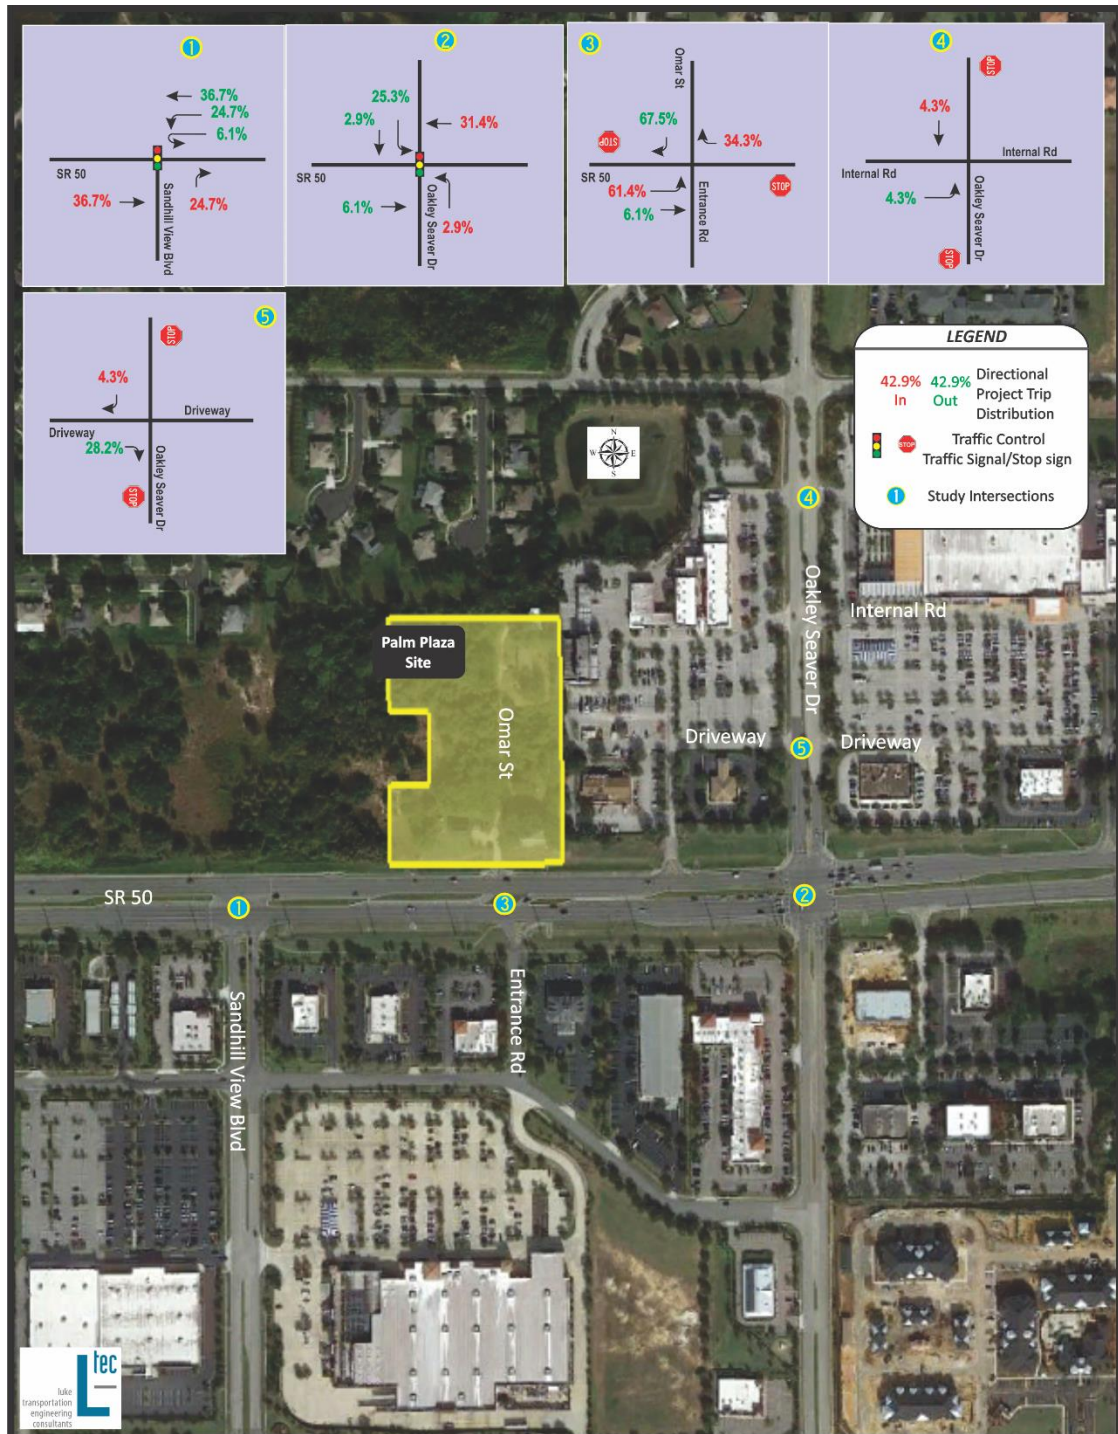 1
36.7%
24.7%
6.1%
SR 50
36.7%
24.7%
Sandhill View Blvd
2
25.3%
2.9%
31.4%
SR 50
6.1%
2.9%
Oakley Seaver Dr
3
Omar St
67.5%
STOP
34.3%
SR 50
61.4%
STOP
6.1%
Entrance Rd
4
STOP
4.3%
Internal Rd
Internal Rd
4.3%
Oakley Seaver Dr
STOP
5
STOP
4.3%
Driveway
Driveway
28.2%
STOP
Oakley Seaver Dr
LEGEND
42.9%
In
42.9%
Out
Directional
Project Trip
Distribution
STOP
Traffic Control
Traffic Signal/Stop sign
1
Study Intersections
N
W
E
S
4
Oakley Seaver Dr
Internal Rd
Palm Plaza
Site
Omar St
Driveway
5
Driveway
SR 50
1
3
2
Sandhill View Blvd
Entrance Rd
Ltec
luke
transportation
engineering
consultants